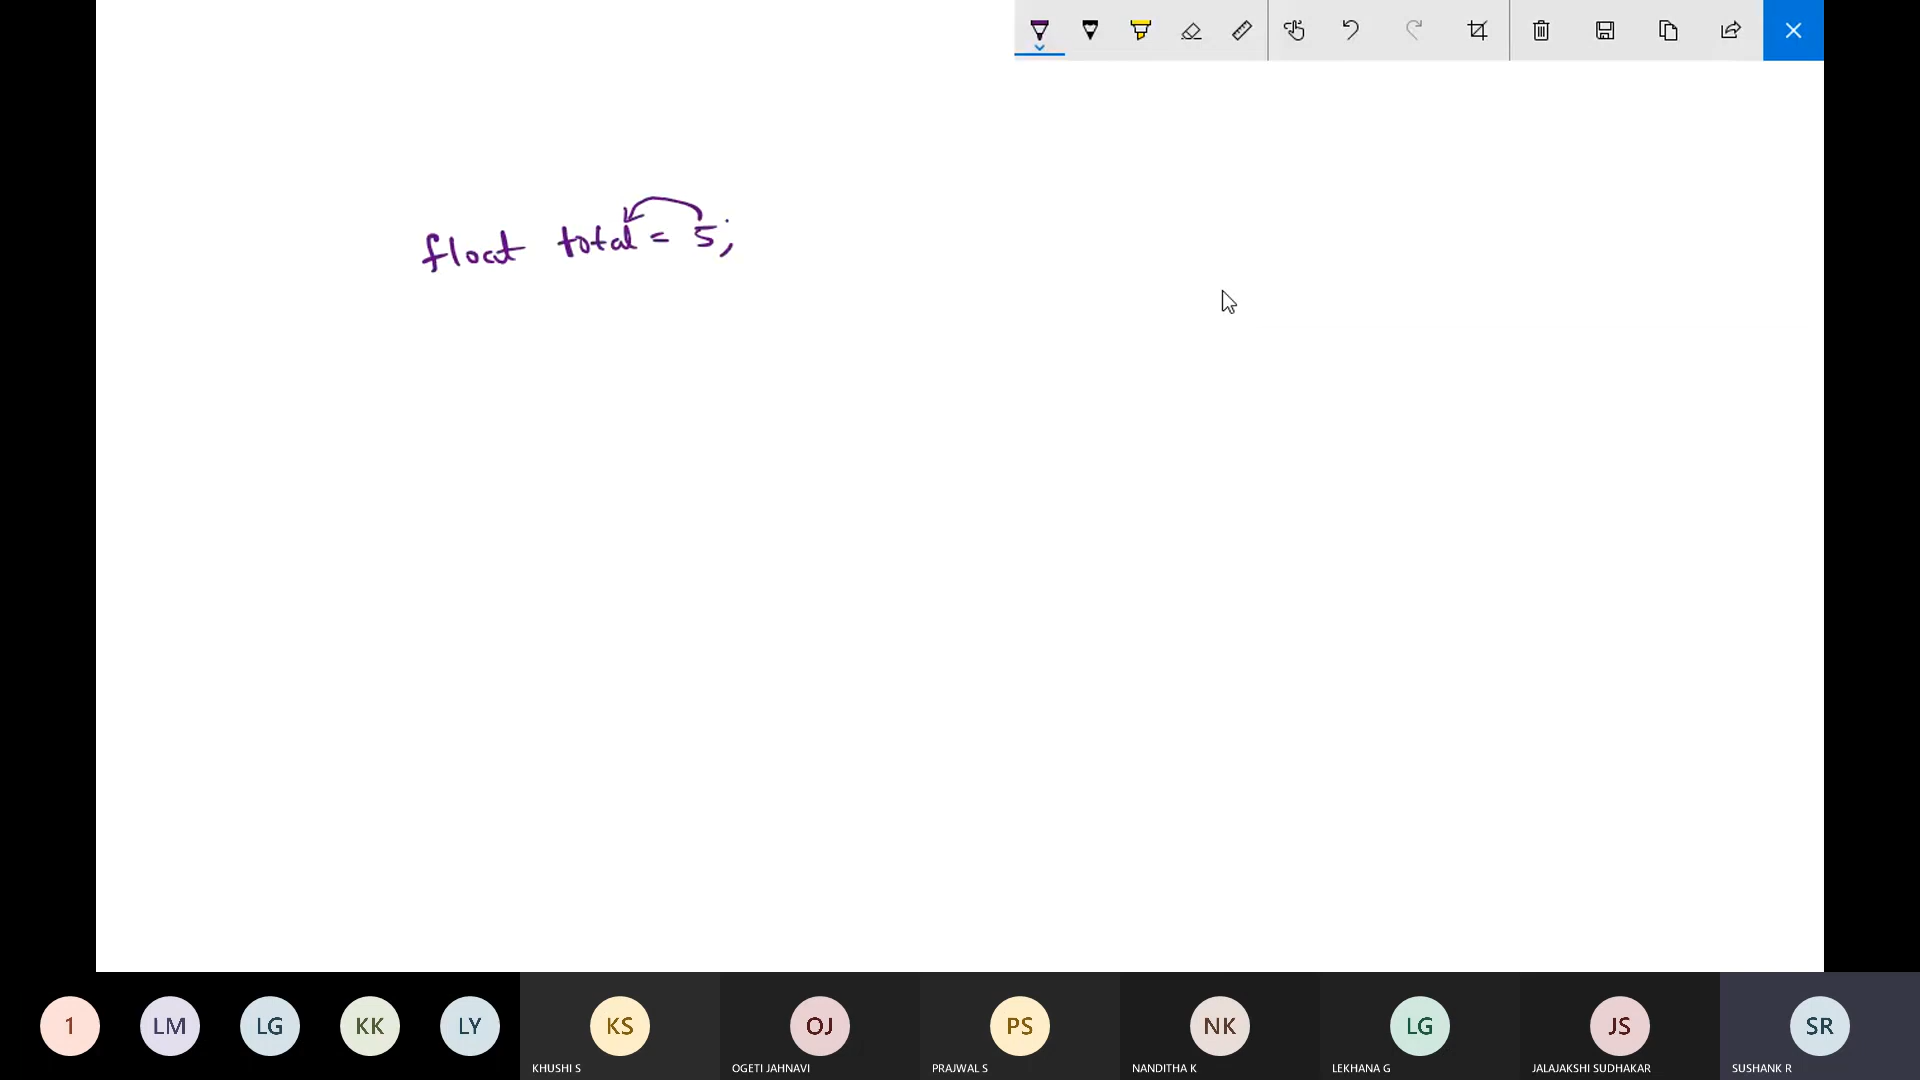 float total = 5;
1 LM LG KK LY KS OJ PS NK LG JS SR
KHUSHI S OGETI JAHNAVI PRAJWAL S NANDITHA K LEKHANA G JALAJAKSHI SUDHAKAR SUSHANK R